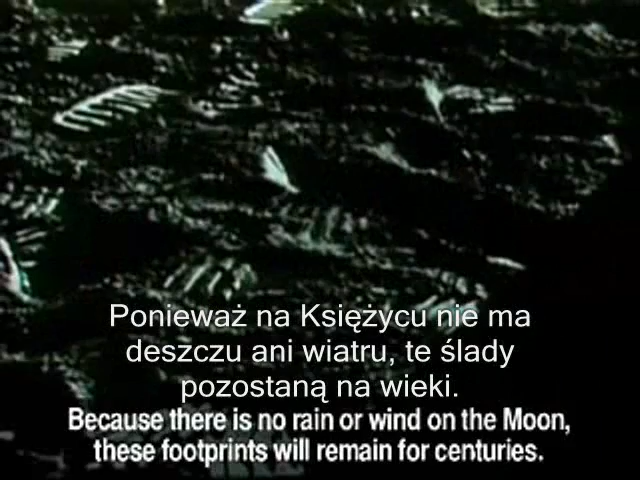 Ponieważ na Księżycu nie ma
deszczu ani wiatru, te ślady
pozostaną na wieki.
Because there is no rain or wind on the Moon,
these footprints will remain for centuries.